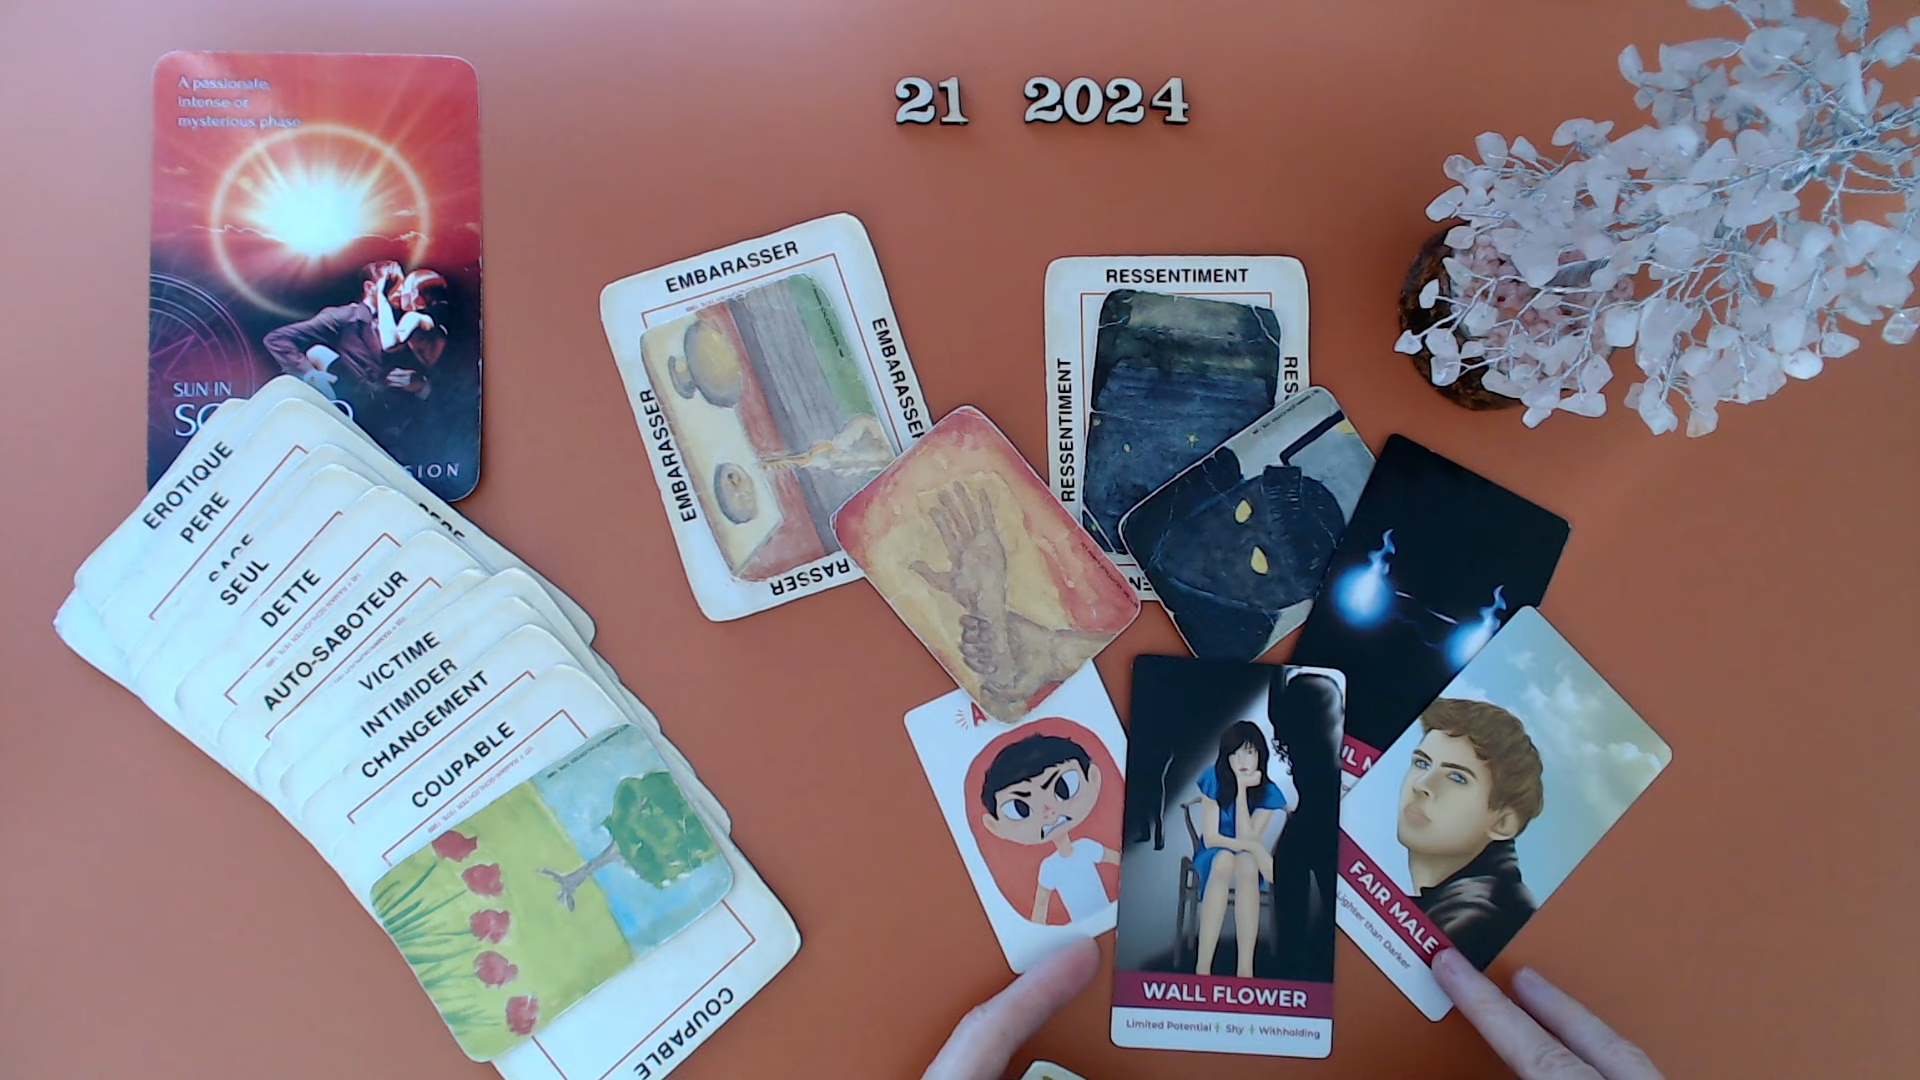 A passionate,
intense or
mysterious phase
SUN IN
21 2024
EMBARASSER
EMBARASSER
EMBARASSER
RESSENTIMENT
RESSENTIMENT
EROTIQUE
PERE
SAGE
SEUL
DETTE
AUTO-SABOTEUR
VICTIME
INTIMIDER
CHANGEMENT
COUPABLE
COUPABLE
FAIR MALE
Lighter than Darker
WALL FLOWER
Limited Potential + Shy + Withholding